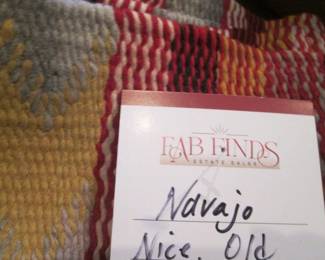 FAB FINDS
ESTATE SALES
Navajo
Nice, Old